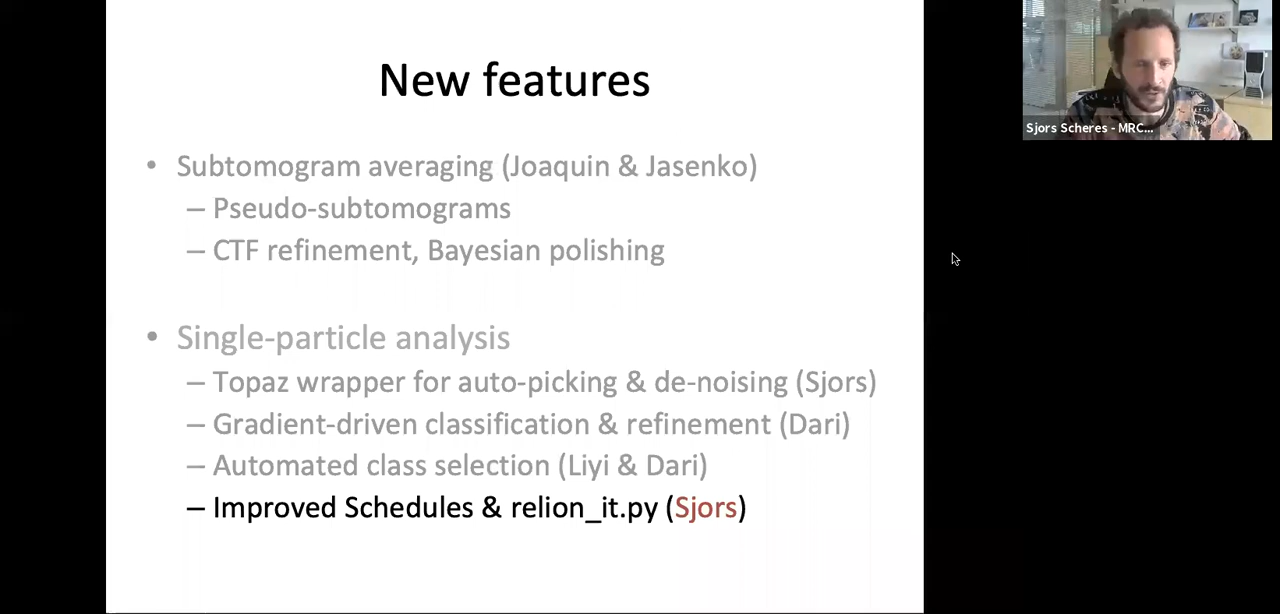 New features
• Subtomogram averaging (Joaquin & Jasenko)
– Pseudo-subtomograms
– CTF refinement, Bayesian polishing
• Single-particle analysis
– Topaz wrapper for auto-picking & de-noising (Sjors)
– Gradient-driven classification & refinement (Dari)
– Automated class selection (Liyi & Dari)
– Improved Schedules & relion_it.py (Sjors)
Sjors Scheres - MRC...